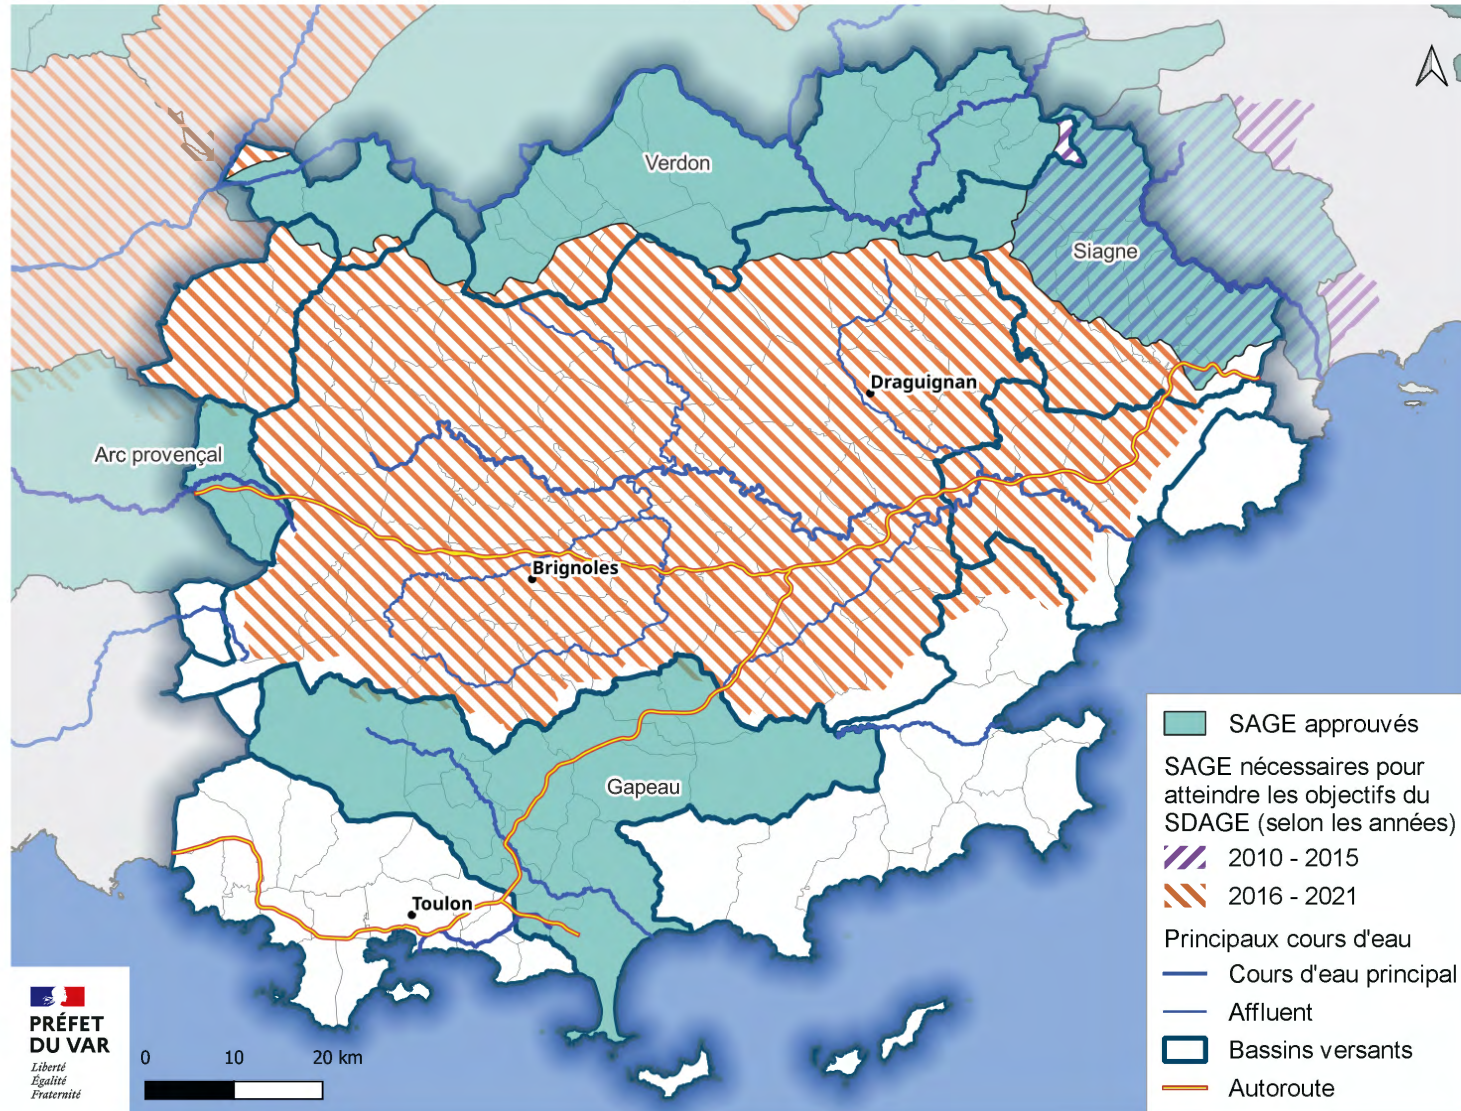 Verdon
Siagne
Draguignan
Arc provençal
Brignoles
Gapeau
Toulon
SAGE approuvés
SAGE nécessaires pour
atteindre les objectifs du
SDAGE (selon les années)
2010 - 2015
2016 - 2021
Principaux cours d'eau
Cours d'eau principal
Affluent
Bassins versants
Autoroute
PRÉFET
DU VAR
Liberté
Égalité
Fraternité
0 10 20 km